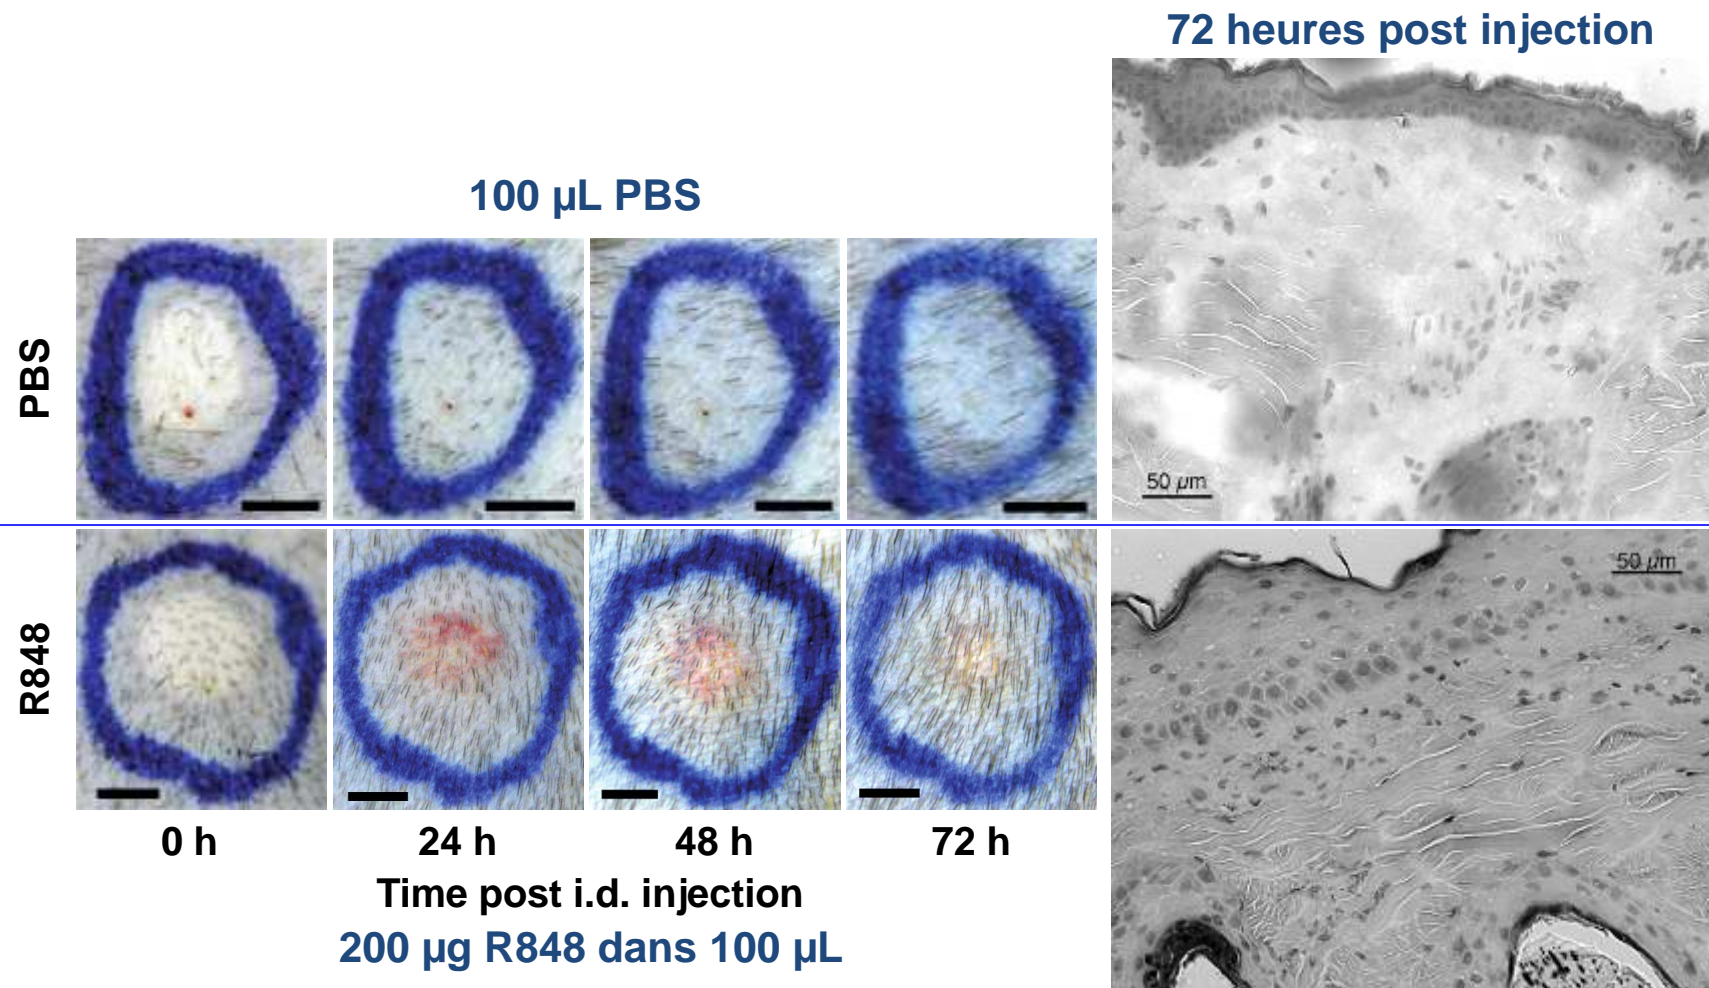 72 heures post injection
100 µL PBS
PBS
50 µm
R848
50 µm
0 h
24 h
48 h
72 h
Time post i.d. injection
200 µg R848 dans 100 µL